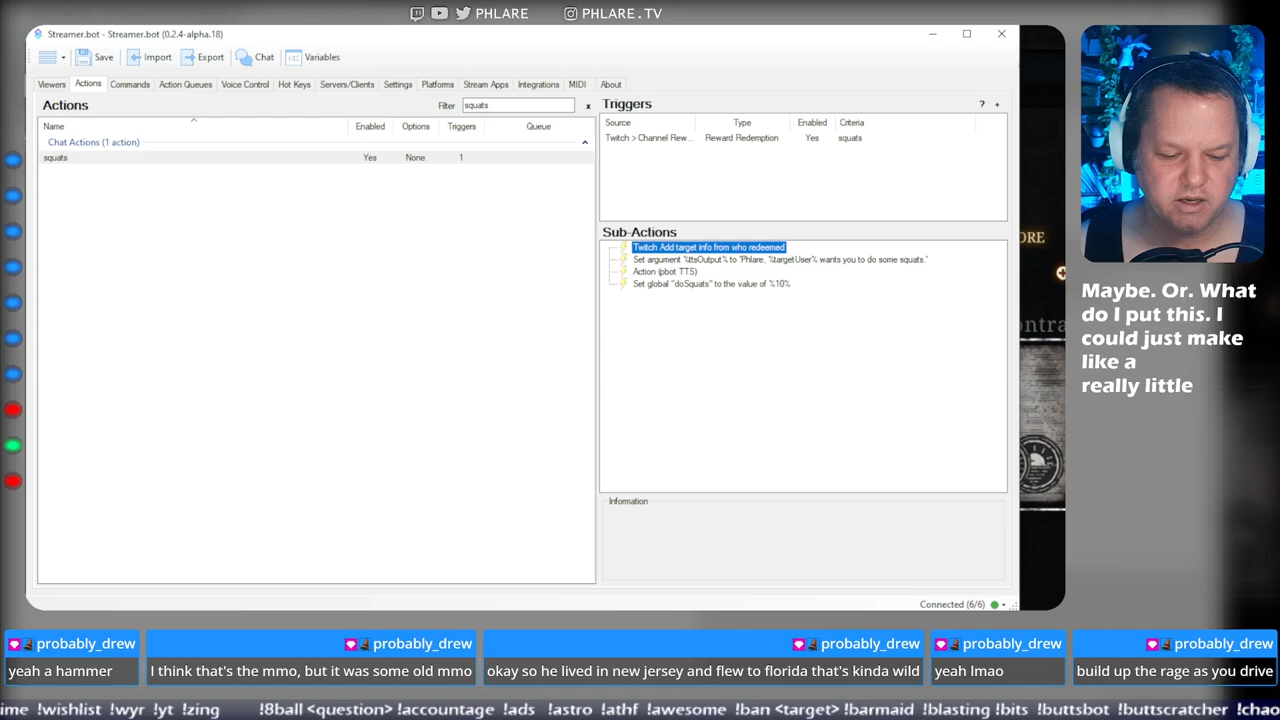 PHLARE
PHLARE.TV
Streamer.bot - Streamer.bot (0.2.4-alpha.18)
Save
Import
Export
Chat
Variables
Viewers
Actions
Commands
Action Queues
Voice Control
Hot Keys
Servers/Clients
Settings
Platforms
Stream Apps
Integrations
MIDI
About
Actions
Filter
squats
x
Triggers
? +
Name
Enabled
Options
Triggers
Queue
Source
Type
Enabled
Criteria
Chat Actions (1 action)
Twitch > Channel Rew...
Reward Redemption
Yes
squats
squats
Yes
None
1
Sub-Actions
Twitch Add target info from who redeemed
Set argument %ttsOutput% to 'Phlare, %targetUser% wants you to do some squats.'
Action (pbot TTS)
Set global "doSquats" to the value of %10%
Information
Connected (6/6)
ORE
ontra
Maybe. Or. What
do I put this. I
could just make
like a
really little
probably_drew
yeah a hammer
probably_drew
I think that's the mmo, but it was some old mmo
probably_drew
okay so he lived in new jersey and flew to florida that's kinda wild
probably_drew
yeah lmao
probably_drew
build up the rage as you drive
ime !wishlist !wyr !yt !zing !8ball <question> !accountage !ads !astro !athf !awesome !ban <target> !barmaid !blasting !bits !buttsbot !buttscratcher !chao